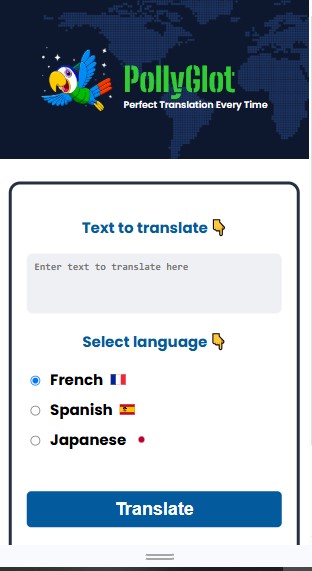 PollyGlot
Perfect Translation Every Time
Text to translate 👇
Enter text to translate here
Select language 👇
French 🇫🇷
Spanish 🇪🇸
Japanese 🇯🇵
Translate